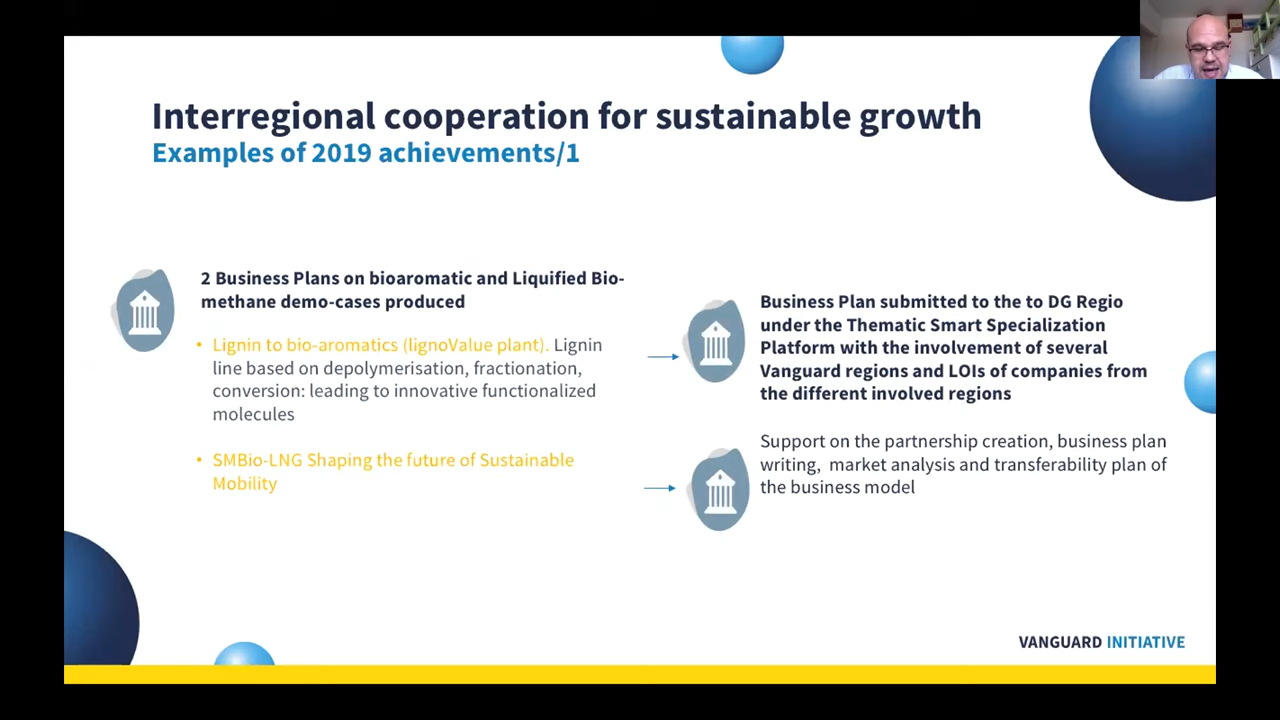 Interregional cooperation for sustainable growth
Examples of 2019 achievements/1
2 Business Plans on bioaromatic and Liquified Bio-
methane demo-cases produced
• Lignin to bio-aromatics (lignoValue plant). Lignin
line based on depolymerisation, fractionation,
conversion: leading to innovative functionalized
molecules
• SMBio-LNG Shaping the future of Sustainable
Mobility
Business Plan submitted to the to DG Regio
under the Thematic Smart Specialization
Platform with the involvement of several
Vanguard regions and LOIs of companies from
the different involved regions
Support on the partnership creation, business plan
writing, market analysis and transferability plan of
the business model
VANGUARD INITIATIVE